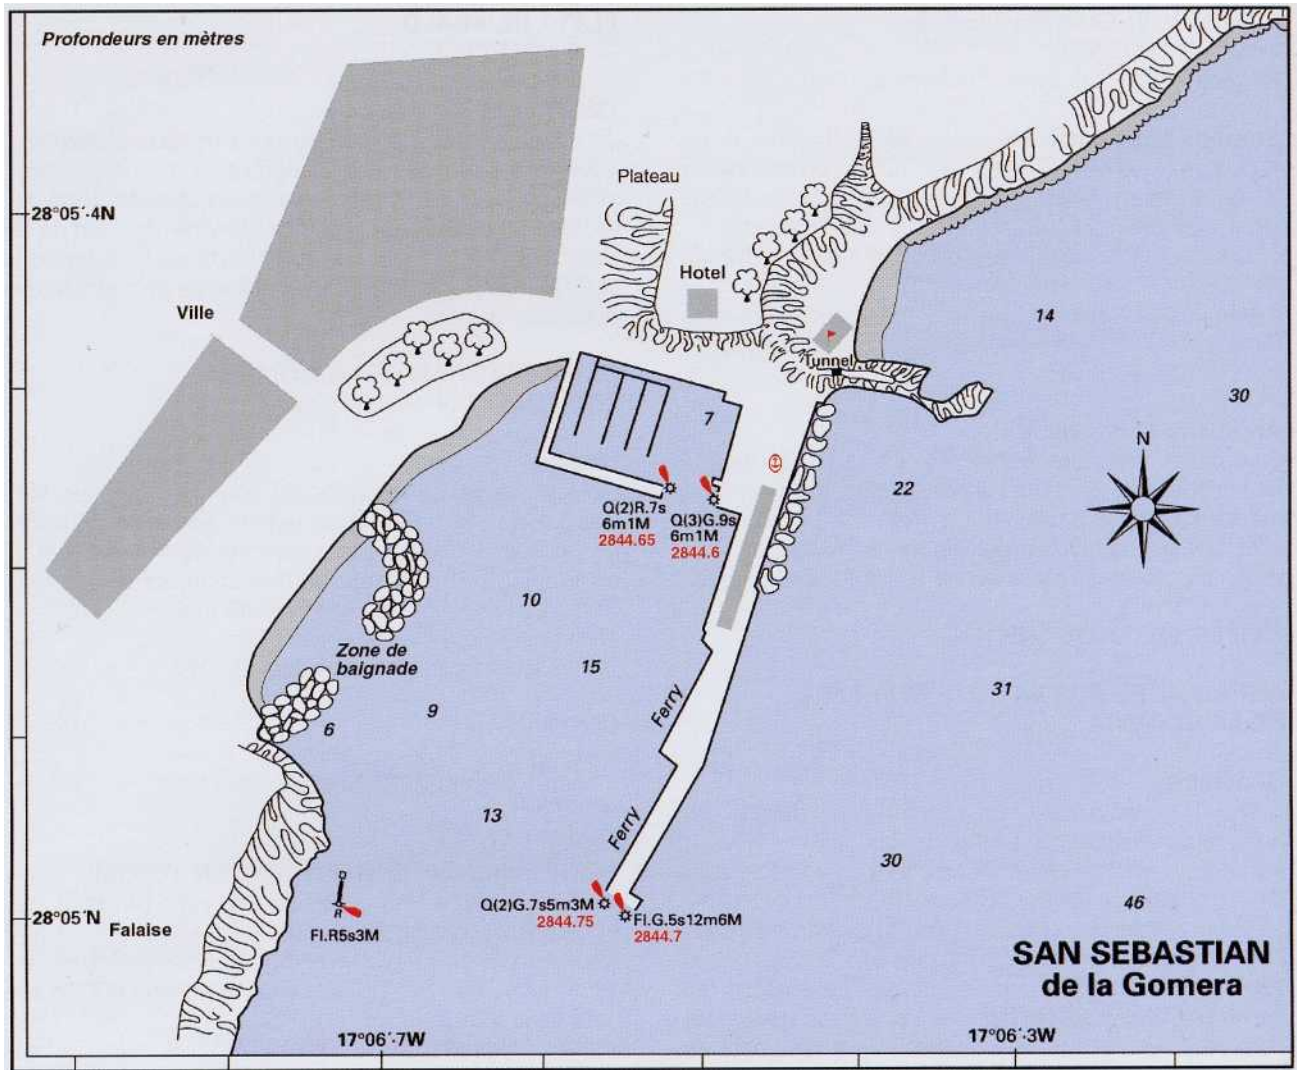 Profondeurs en mètres
Plateau
28°05'·4N
Hotel
Ville
14
Tunnel
30
7
N
22
Q(2)R.7s
6m1M
2844.65
Q(3)G.9s
6m1M
2844.6
10
Zone de
baignade
15
Ferry
31
9
6
13
Ferry
30
46
Q(2)G.7s5m3M
2844.75
Fl.G.5s12m6M
2844.7
D
R
Fl.R5s3M
28°05'N
Falaise
SAN SEBASTIAN
de la Gomera
17°06'·7W
17°06'·3W